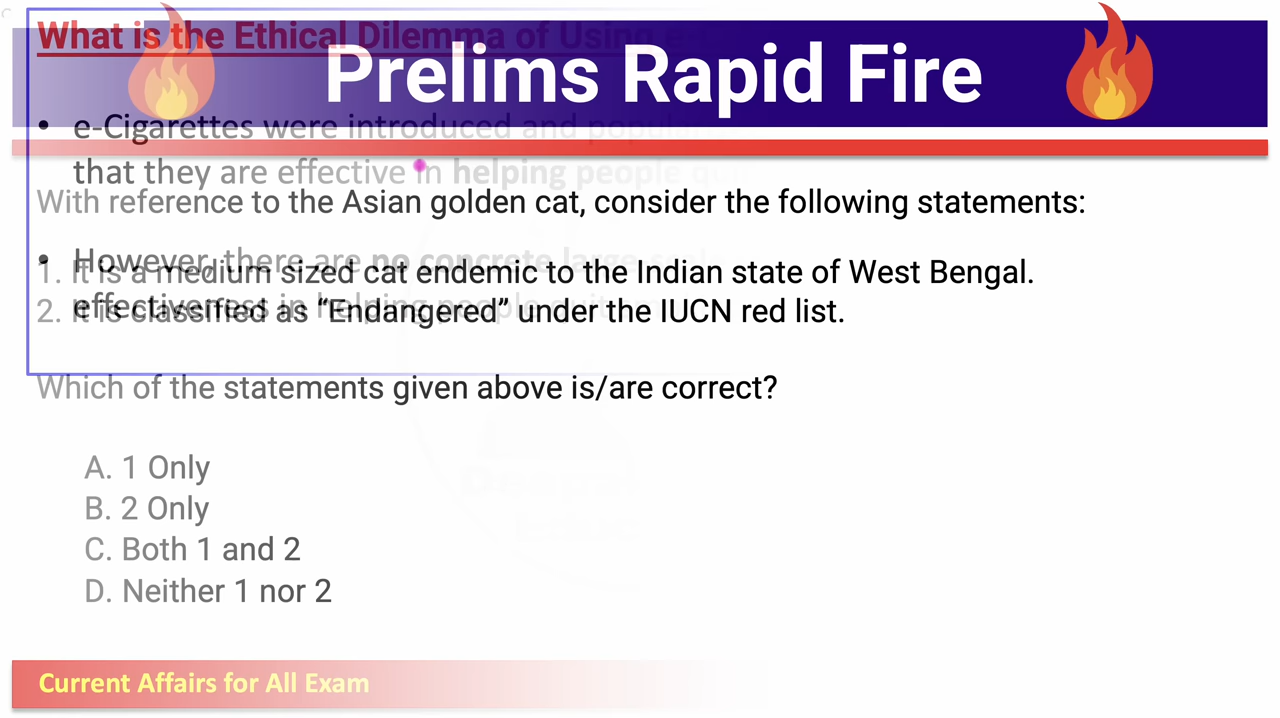 What is the Ethical Dilemma of Using e-C
Prelims Rapid Fire
e-Cigarettes were introduced and popular
that they are effective in helping people quit
With reference to the Asian golden cat, consider the following statements:
However, there are no concrete large-scale
1. It is a medium sized cat endemic to the Indian state of West Bengal.
effectiveness in helping people quit
2. It is classified as “Endangered” under the IUCN red list.
Which of the statements given above is/are correct?
A. 1 Only
B. 2 Only
C. Both 1 and 2
D. Neither 1 nor 2
Current Affairs for All Exam